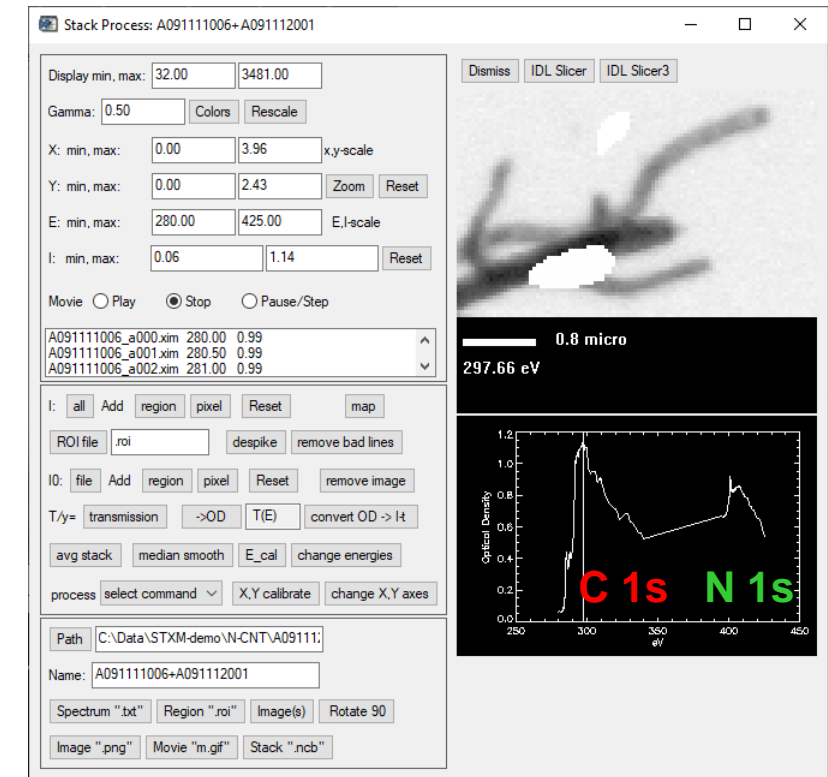 Stack Process: A091111006+A091112001
Display min, max: 32.00 3481.00
Gamma: 0.50 Colors Rescale
X: min, max: 0.00 3.96 x,y-scale
Y: min, max: 0.00 2.43 Zoom Reset
E: min, max: 280.00 425.00 E,I-scale
I: min, max: 0.06 1.14 Reset
Movie Play Stop Pause/Step
A091111006_a000.xim 280.00 0.99
A091111006_a001.xim 280.50 0.99
A091111006_a002.xim 281.00 0.99
I: all Add region pixel Reset map
ROI file .roi despike remove bad lines
I0: file Add region pixel Reset remove image
T/y= transmission ->OD T(E) convert OD -> I-t
avg stack median smooth E_cal change energies
process select command X,Y calibrate change X,Y axes
Path C:\Data\STXM-demo\N-CNT\A09111
Name: A091111006+A091112001
Spectrum ".txt" Region ".roi" Image(s) Rotate 90
Image ".png" Movie "m.gif" Stack ".ncb"
Dismiss IDL Slicer IDL Slicer3
0.8 micro
297.66 eV
1.2
1.0
0.8
0.6
0.4
0.2
0.0
Optical Density
C 1s N 1s
250 300 350 400 450
eV